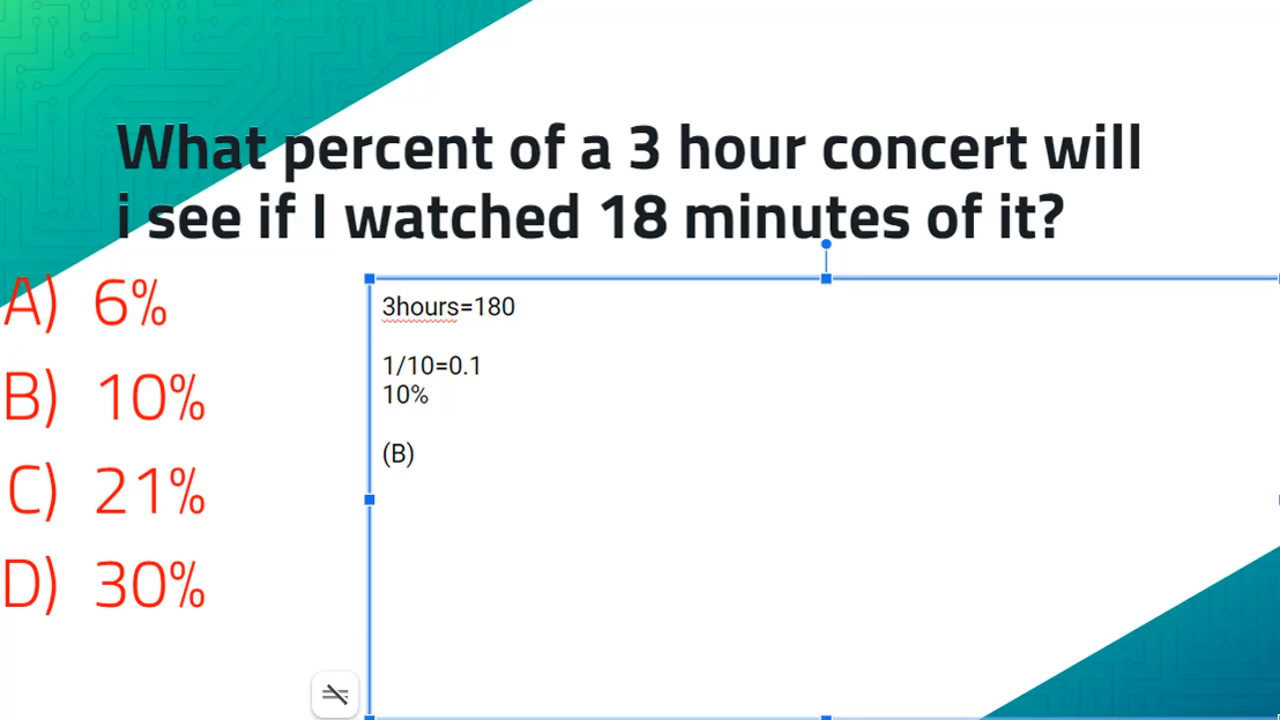 What percent of a 3 hour concert will
i see if I watched 18 minutes of it?
A) 6%
B) 10%
C) 21%
D) 30%
3hours=180
1/10=0.1
10%
(B)